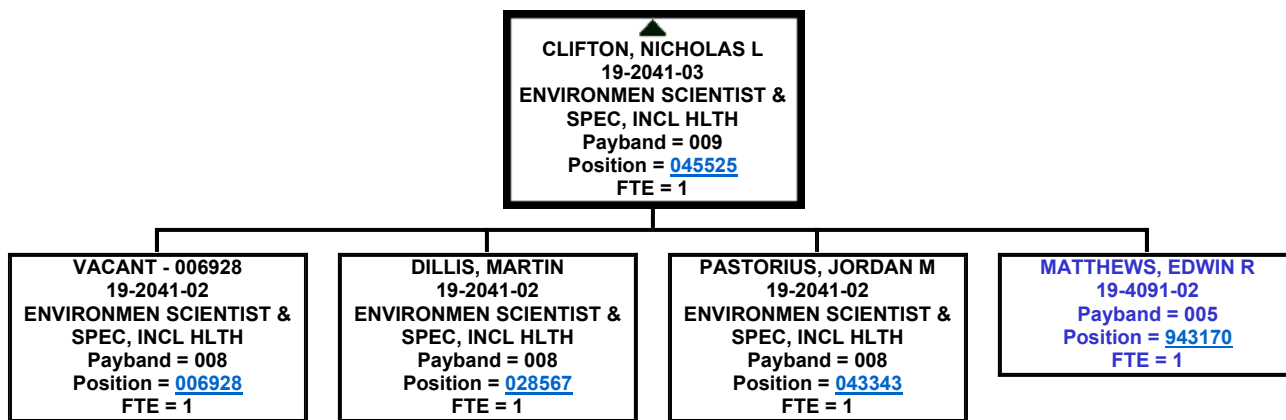 CLIFTON, NICHOLAS L
19-2041-03
ENVIRONMEN SCIENTIST &
SPEC, INCL HLTH
Payband = 009
Position = 045525
FTE = 1
VACANT - 006928
19-2041-02
ENVIRONMEN SCIENTIST &
SPEC, INCL HLTH
Payband = 008
Position = 006928
FTE = 1
DILLIS, MARTIN
19-2041-02
ENVIRONMEN SCIENTIST &
SPEC, INCL HLTH
Payband = 008
Position = 028567
FTE = 1
PASTORIUS, JORDAN M
19-2041-02
ENVIRONMEN SCIENTIST &
SPEC, INCL HLTH
Payband = 008
Position = 043343
FTE = 1
MATTHEWS, EDWIN R
19-4091-02
Payband = 005
Position = 943170
FTE = 1